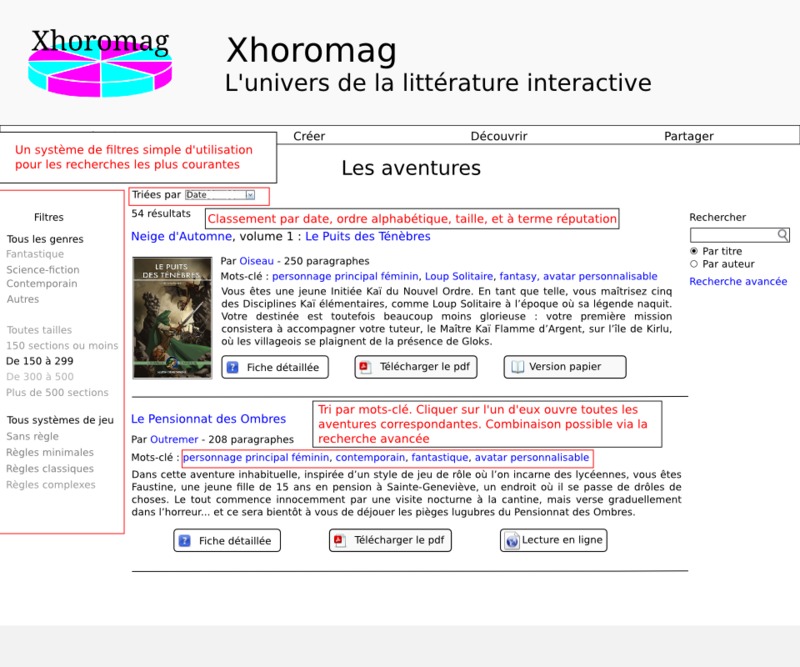 Xhoromag
Xhoromag
L'univers de la littérature interactive
Créer
Découvrir
Partager
Un système de filtres simple d'utilisation
pour les recherches les plus courantes
Les aventures
Filtres
Tous les genres
Fantastique
Science-fiction
Contemporain
Autres
Toutes tailles
150 sections ou moins
De 150 à 299
De 300 à 500
Plus de 500 sections
Tous systèmes de jeu
Sans règle
Règles minimales
Règles classiques
Règles complexes
Triées par Date
54 résultats
Classement par date, ordre alphabétique, taille, et à terme réputation
Neige d'Automne, volume 1 : Le Puits des Ténèbres
LE PUITS
DES TÉNÈBRES
Par Oiseau - 250 paragraphes
Mots-clé : personnage principal féminin, Loup Solitaire, fantasy, avatar personnalisable
Vous êtes une jeune Initiée Kaï du Nouvel Ordre. En tant que telle, vous maîtrisez cinq
des Disciplines Kaï élémentaires, comme Loup Solitaire à l'époque où sa légende naquit.
Votre destinée est toutefois beaucoup moins glorieuse : votre première mission
consistera à accompagner votre tuteur, le Maître Kaï Flamme d'Argent, sur l'île de Kirlu,
où les villageois se plaignent de la présence de Gloks.
Fiche détaillée
Télécharger le pdf
Version papier
Le Pensionnat des Ombres
Tri par mots-clé. Cliquer sur l'un d'eux ouvre toutes les
aventures correspondantes. Combinaison possible via la
recherche avancée
Par Outremer - 208 paragraphes
Mots-clé : personnage principal féminin, contemporain, fantastique, avatar personnalisable
Dans cette aventure inhabituelle, inspirée d'un style de jeu de rôle où l'on incarne des lycéennes, vous êtes
Faustine, une jeune fille de 15 ans en pension à Sainte-Geneviève, un endroit où il se passe de drôles de
choses. Le tout commence innocemment par une visite nocturne à la cantine, mais verse graduellement
dans l'horreur... et ce sera bientôt à vous de déjouer les pièges lugubres du Pensionnat des Ombres.
Fiche détaillée
Télécharger le pdf
Lecture en ligne
Rechercher
Par titre
Par auteur
Recherche avancée